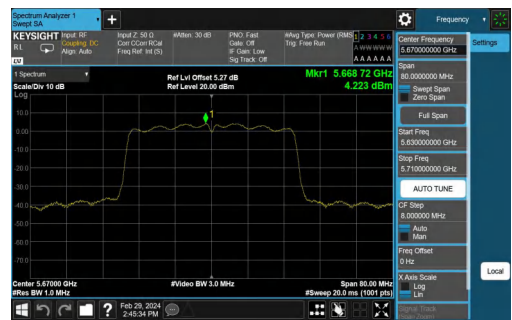 Spectrum Analyzer 1
Swept SA
+
Frequency
KEYSIGHT
RL
LV
Input: RF
Coupling: DC
Align: Auto
Input Z: 50 Ω
Corr CCorr RCal
Freq Ref: Int (S)
#Atten: 30 dB
PNO: Fast
Gate: Off
IF Gain: Low
Sig Track: Off
#Avg Type: Power (RMS)
Trig: Free Run
1 2 3 4 5 6
A W W W W W
A A A A A A
Center Frequency
5.670000000 GHz
Settings
1 Spectrum
Scale/Div 10 dB
Log
Ref Lvl Offset 5.27 dB
Ref Level 20.00 dBm
Mkr1 5.668 72 GHz
4.223 dBm
1
10.0
0.00
-10.0
-20.0
-30.0
-40.0
-50.0
-60.0
-70.0
Span
80.0000000 MHz
Swept Span
Zero Span
Full Span
Start Freq
5.630000000 GHz
Stop Freq
5.710000000 GHz
AUTO TUNE
CF Step
8.000000 MHz
Auto
Man
Freq Offset
0 Hz
X Axis Scale
Log
Lin
Signal Track
Local
Center 5.67000 GHz
#Res BW 1.0 MHz
#Video BW 3.0 MHz
Span 80.00 MHz
#Sweep 20.0 ms (1001 pts)
?
Feb 29, 2024
2:45:34 PM